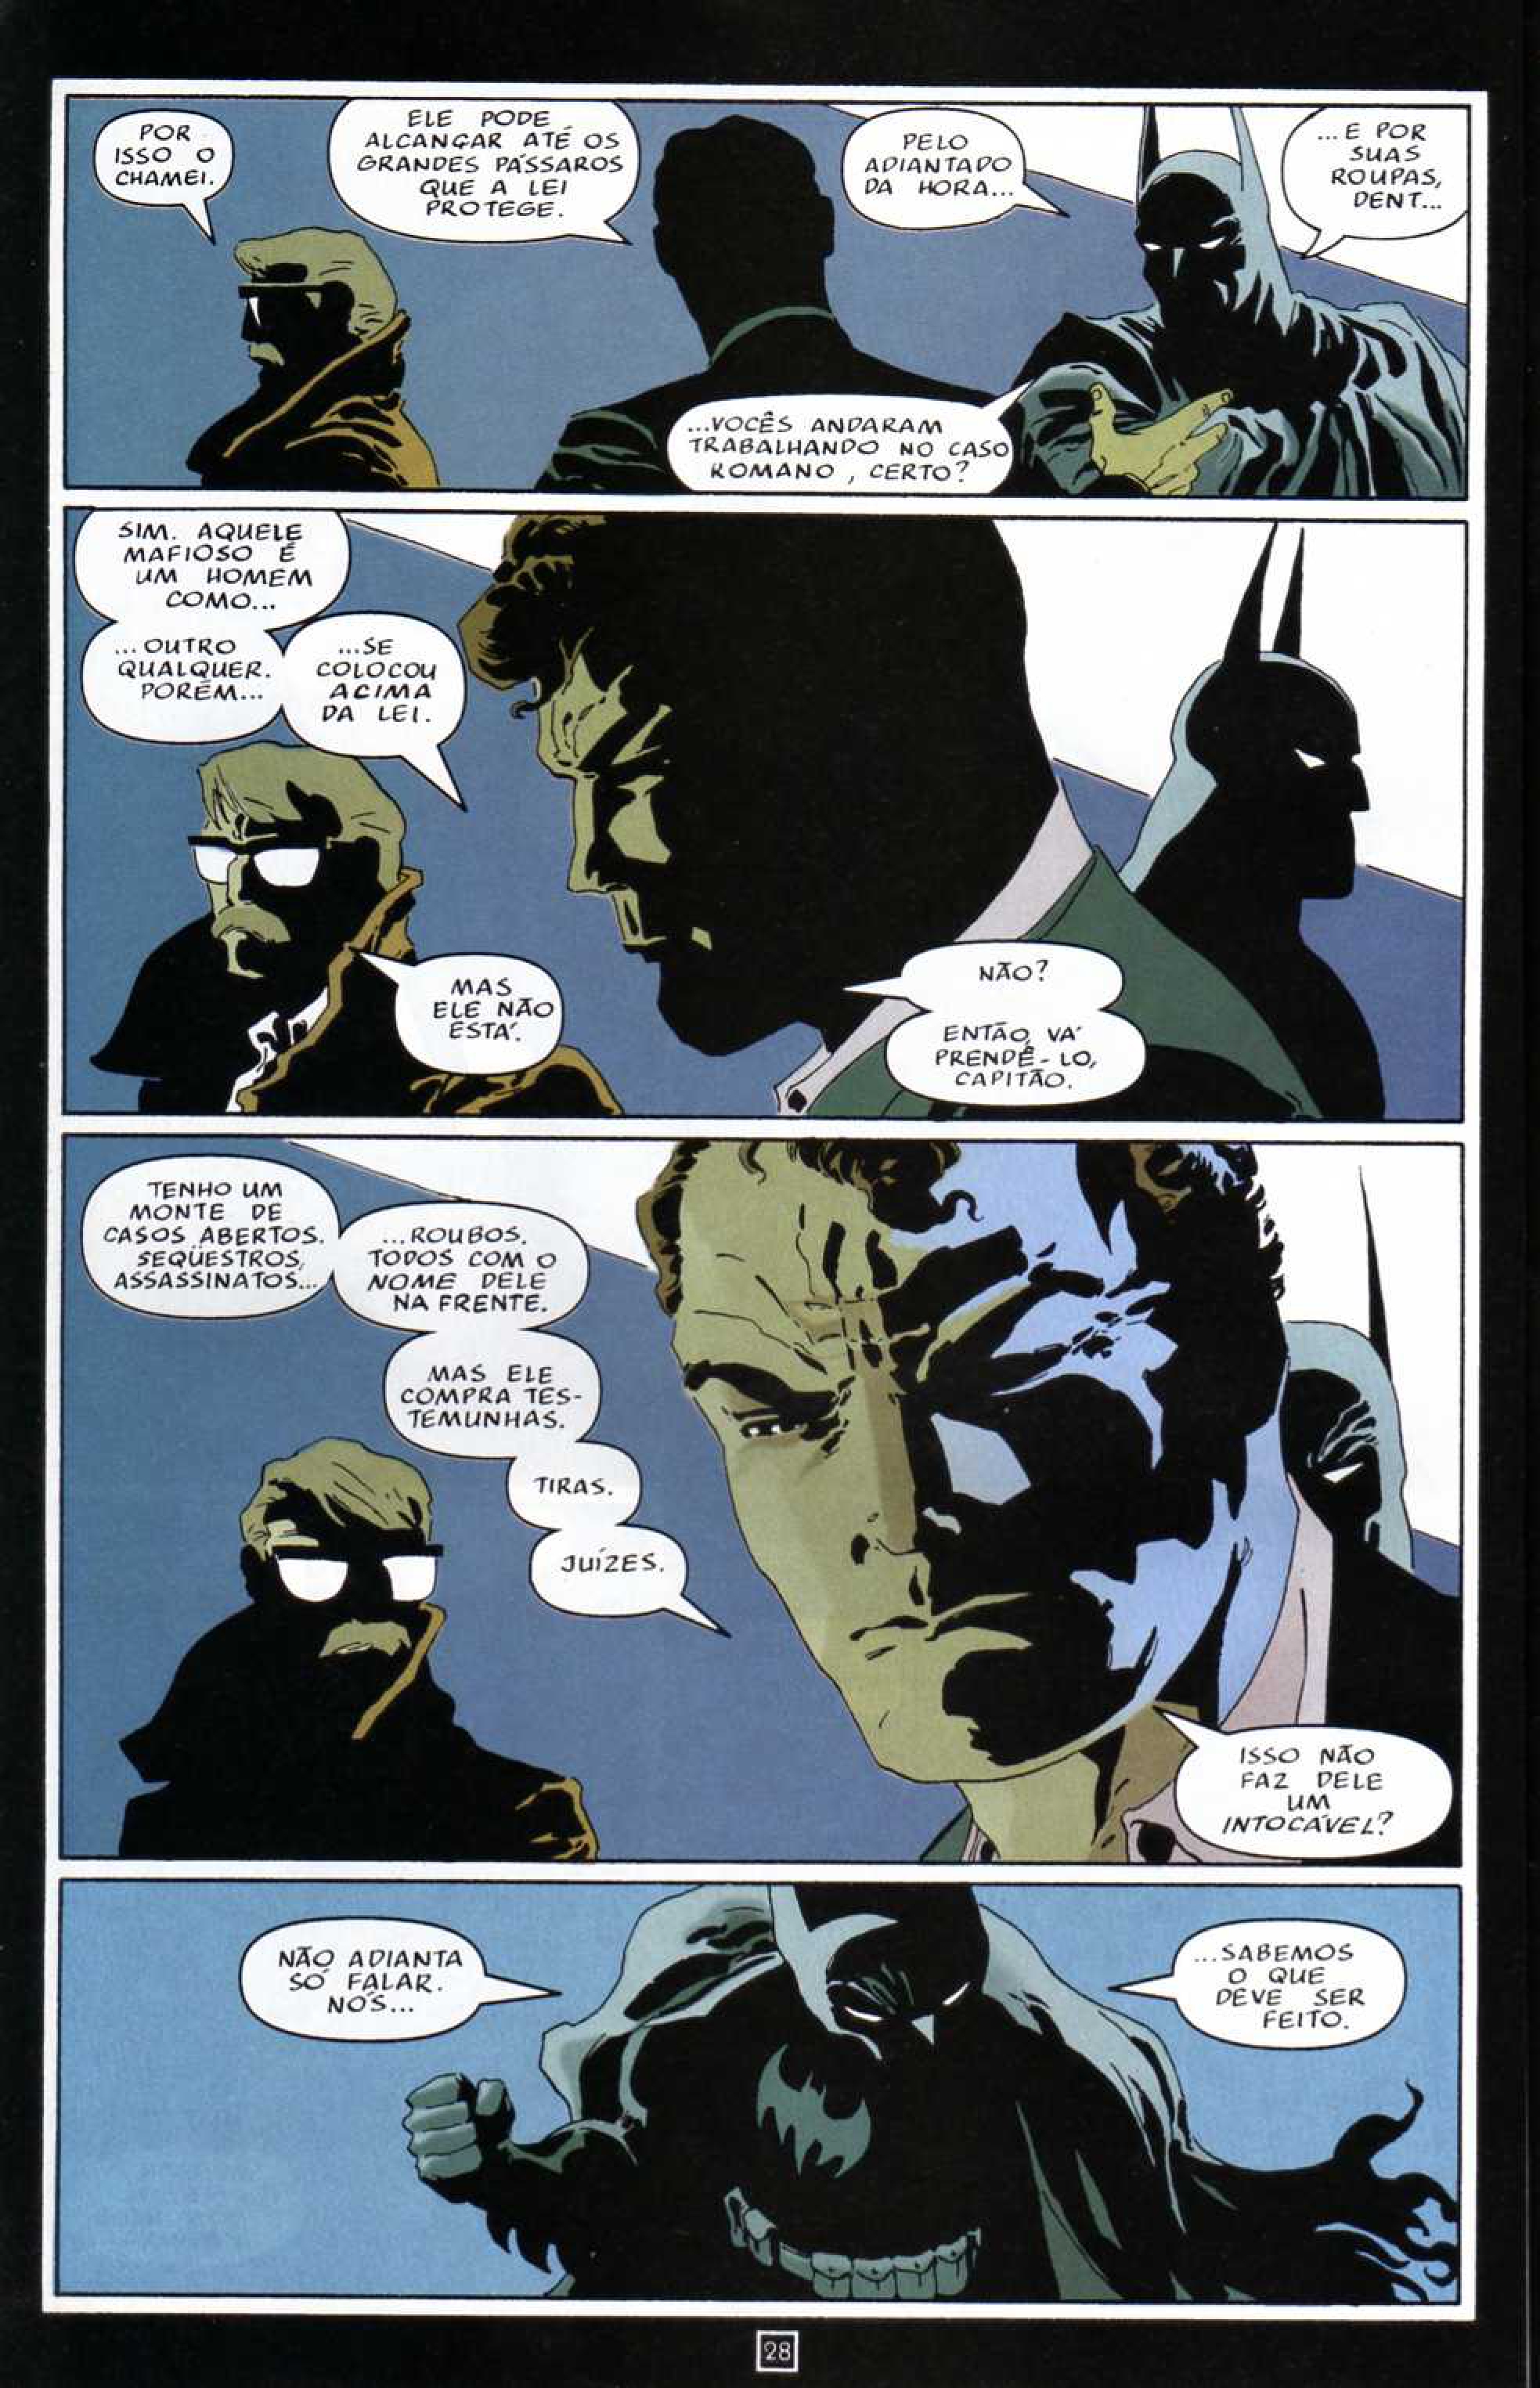 POR
ISSO O
CHAMEI.
ELE PODE
ALCANÇAR ATÉ OS
GRANDES PÁSSAROS
QUE A LEI
PROTEGE.
PELO
ADIANTADO
DA HORA...
...E POR
SUAS
ROUPAS,
DENT...
...VOCÊS ANDARAM
TRABALHANDO NO CASO
ROMANO, CERTO?
SIM. AQUELE
MAFIOSO É
UM HOMEM
COMO...
...OUTRO
QUALQUER.
PORÉM...
...SE
COLOCOU
ACIMA
DA LEI.
MAS
ELE NÃO
ESTÁ.
NÃO?
ENTÃO, VÁ
PRENDÊ-LO,
CAPITÃO.
TENHO UM
MONTE DE
CASOS ABERTOS.
SEQÜESTROS,
ASSASSINATOS...
...ROUBOS.
TODOS COM O
NOME DELE
NA FRENTE.
MAS ELE
COMPRA TES-
TEMUNHAS.
TIRAS.
JUÍZES.
ISSO NÃO
FAZ DELE
UM
INTOCÁVEL?
NÃO ADIANTA
SÓ FALAR.
NÓS...
...SABEMOS
O QUE
DEVE SER
FEITO.
28